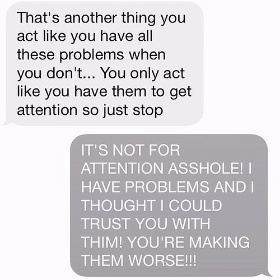 That's another thing you
act like you have all
these problems when
you don't... You only act
like you have them to get
attention so just stop
IT'S NOT FOR
ATTENTION ASSHOLE! I
HAVE PROBLEMS AND I
THOUGHT I COULD
TRUST YOU WITH
THIM! YOU'RE MAKING
THEM WORSE!!!